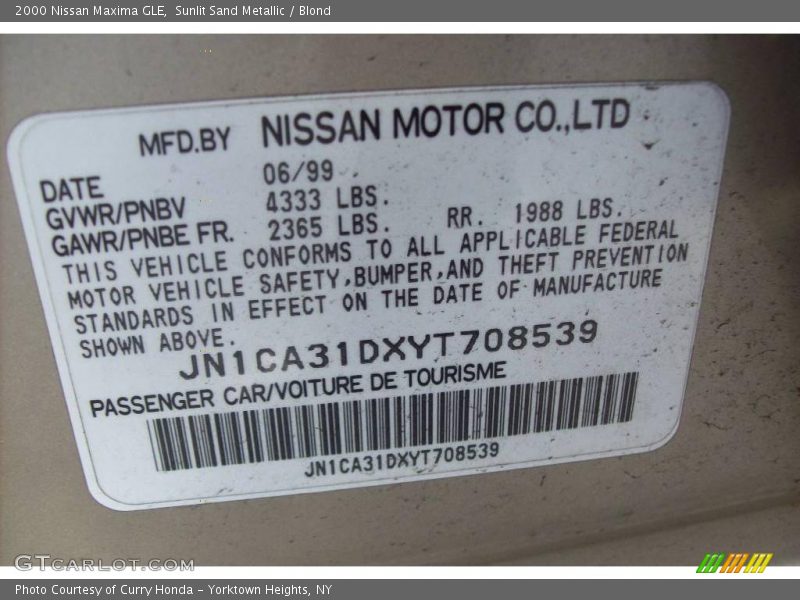 2000 Nissan Maxima GLE, Sunlit Sand Metallic / Blond
MFD.BY NISSAN MOTOR CO.,LTD
DATE 06/99
GVWR/PNBV 4333 LBS.
GAWR/PNBE FR. 2365 LBS. RR. 1988 LBS.
THIS VEHICLE CONFORMS TO ALL APPLICABLE FEDERAL
MOTOR VEHICLE SAFETY,BUMPER,AND THEFT PREVENTION
STANDARDS IN EFFECT ON THE DATE OF MANUFACTURE
SHOWN ABOVE.
JN1CA31DXYT708539
PASSENGER CAR/VOITURE DE TOURISME
JN1CA31DXYT708539
GTCARLOT.COM
Photo Courtesy of Curry Honda - Yorktown Heights, NY